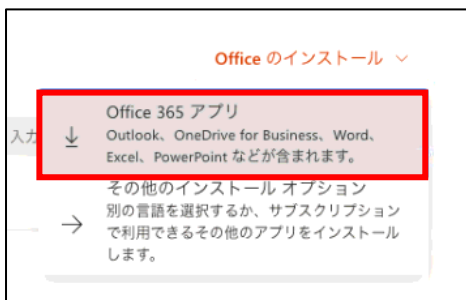 Office のインストール
Office 365 アプリ
Outlook、OneDrive for Business、Word、
Excel、PowerPoint などが含まれます。
入力
その他のインストール オプション
別の言語を選択するか、サブスクリプション
で利用できるその他のアプリをインストール
します。